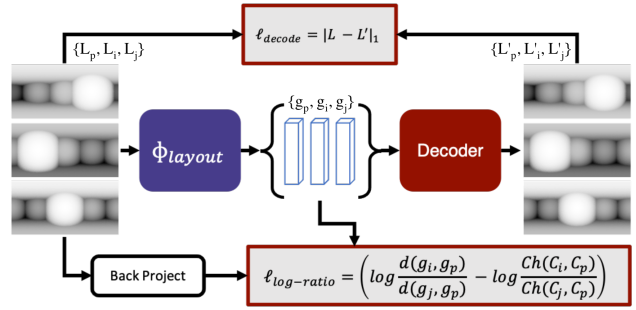 {L_p, L_i, L_j}
ℓ_decode = |L − L'|_1
{L'_p, L'_i, L'_j}
{g_p, g_i, g_j}
Φ_layout
Decoder
Back Project
ℓ_log−ratio = (log d(g_i, g_p) / d(g_j, g_p) − log Ch(C_i, C_p) / Ch(C_j, C_p))